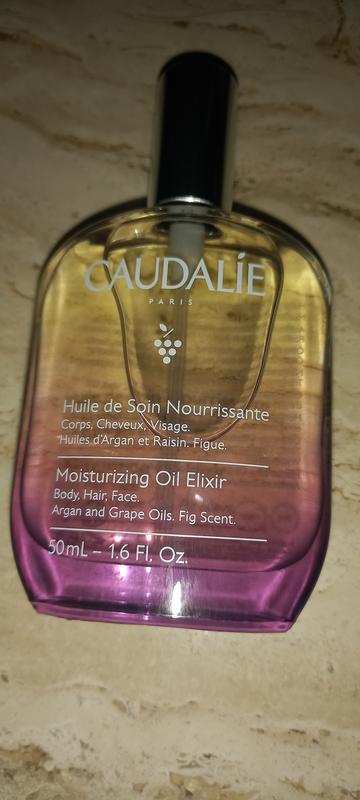 CAUDALÍE
PARIS
Huile de Soin Nourrissante
Corps, Cheveux, Visage.
Huiles d'Argan et Raisin. Figue.
Moisturizing Oil Elixir
Body, Hair, Face.
Argan and Grape Oils. Fig Scent.
50mL – 1.6 Fl. Oz.